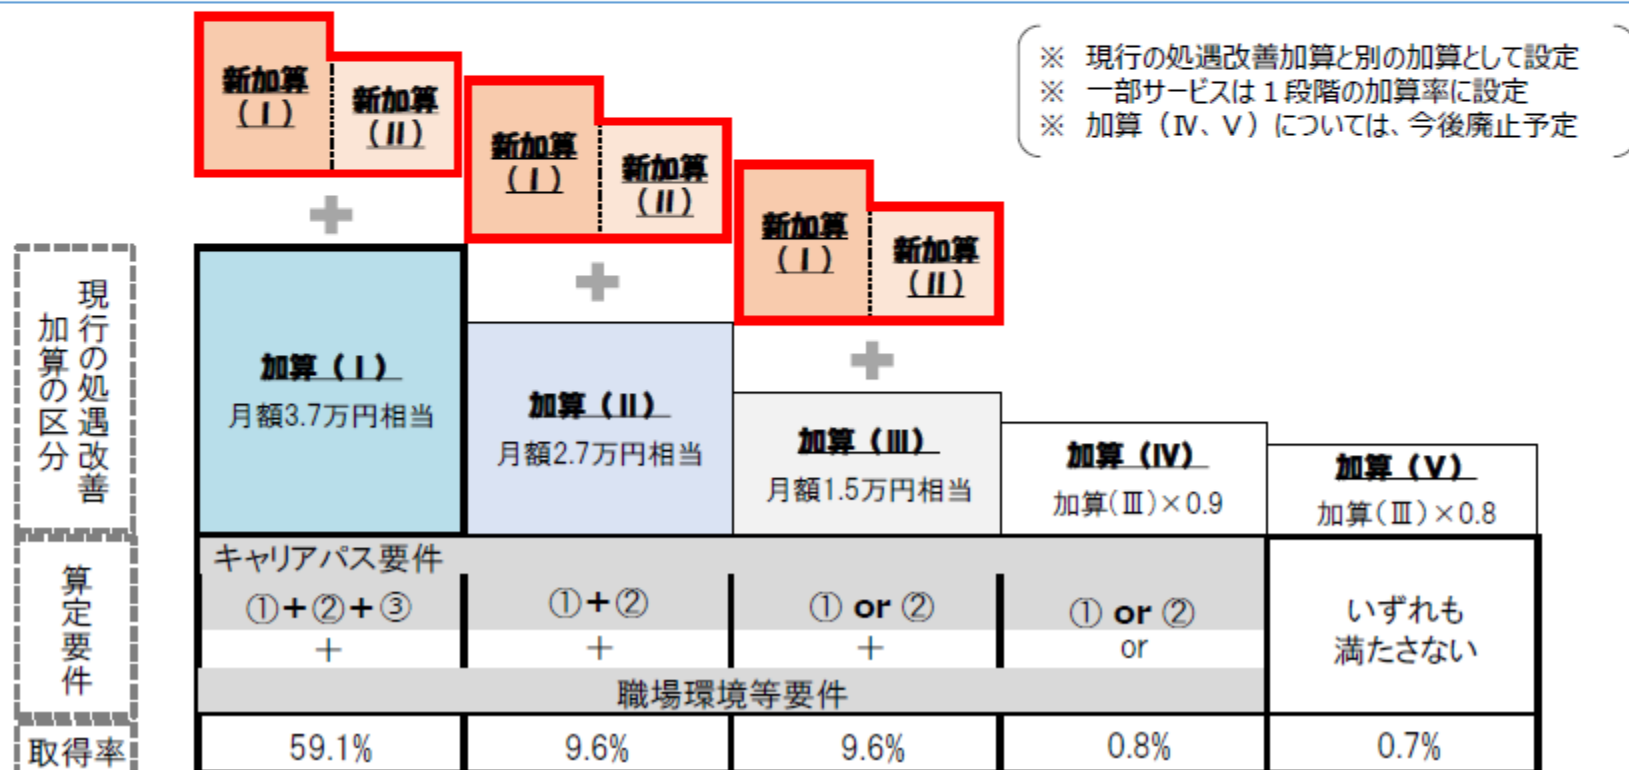 新加算
(Ⅰ)
新加算
(Ⅱ)
新加算
(Ⅰ)
新加算
(Ⅱ)
新加算
(Ⅰ)
新加算
(Ⅱ)
※ 現行の処遇改善加算と別の加算として設定
※ 一部サービスは1段階の加算率に設定
※ 加算(Ⅳ、Ⅴ)については、今後廃止予定
現行の処遇改善
加算の区分
加算(Ⅰ)
月額3.7万円相当
加算(Ⅱ)
月額2.7万円相当
加算(Ⅲ)
月額1.5万円相当
加算(Ⅳ)
加算(Ⅲ)×0.9
加算(Ⅴ)
加算(Ⅲ)×0.8
算定要件
キャリアパス要件
①+②+③
①+②
① or ②
① or ②
+
+
+
or
職場環境等要件
いずれも
満たさない
取得率
59.1%
9.6%
9.6%
0.8%
0.7%